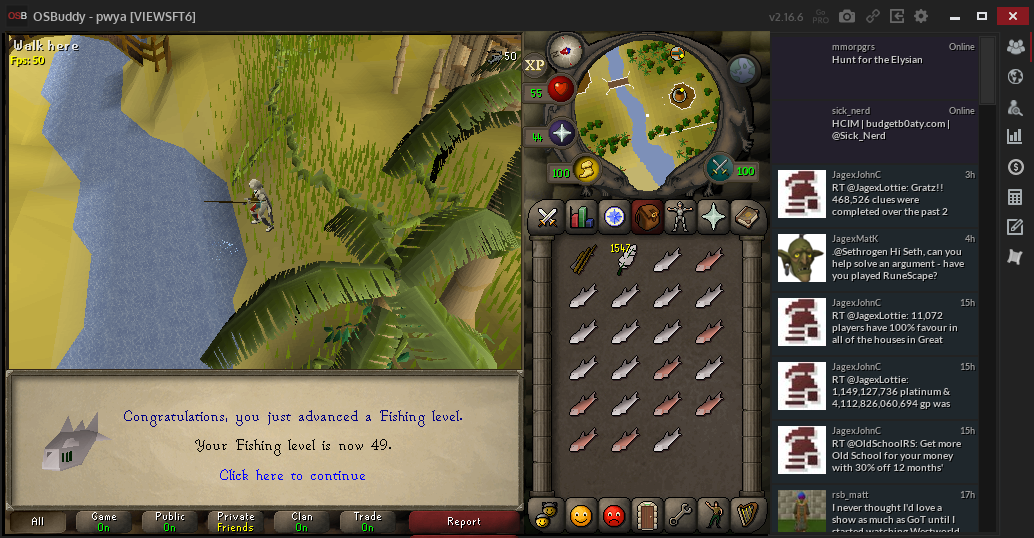 OSB OSBuddy - pwya [VIEWSFT6]
v2.16.6
Go
PRO
Walk here
Fps: 50
50
XP
55
44
100
100
1547
Congratulations, you just advanced a Fishing level.
Your Fishing level is now 49.
Click here to continue
All
Game
On
Public
On
Private
Friends
Clan
On
Trade
On
Report
mmorpgrs Online
Hunt for the Elysian
sick_nerd Online
HCIM | budgetb0aty.com |
@Sick_Nerd
JagexJohnC 3h
RT @JagexLottie: Gratz!!
468,526 clues were
completed over the past 2
JagexMatK 4h
.@Sethrogen Hi Seth, can you
help solve an argument - have
you played RuneScape?
JagexJohnC 15h
RT @JagexLottie: 11,072
players have 100% favour in
all of the houses in Great
JagexJohnC 15h
RT @JagexLottie:
1,149,127,736 platinum &
4,112,826,060,694 gp was
JagexJohnC 15h
RT @OldSchoolRS: Get more
Old School for your money
with 30% off 12 months'
rsb_matt 17h
I never thought I'd love a
show as much as GoT until I
started watching Westworld